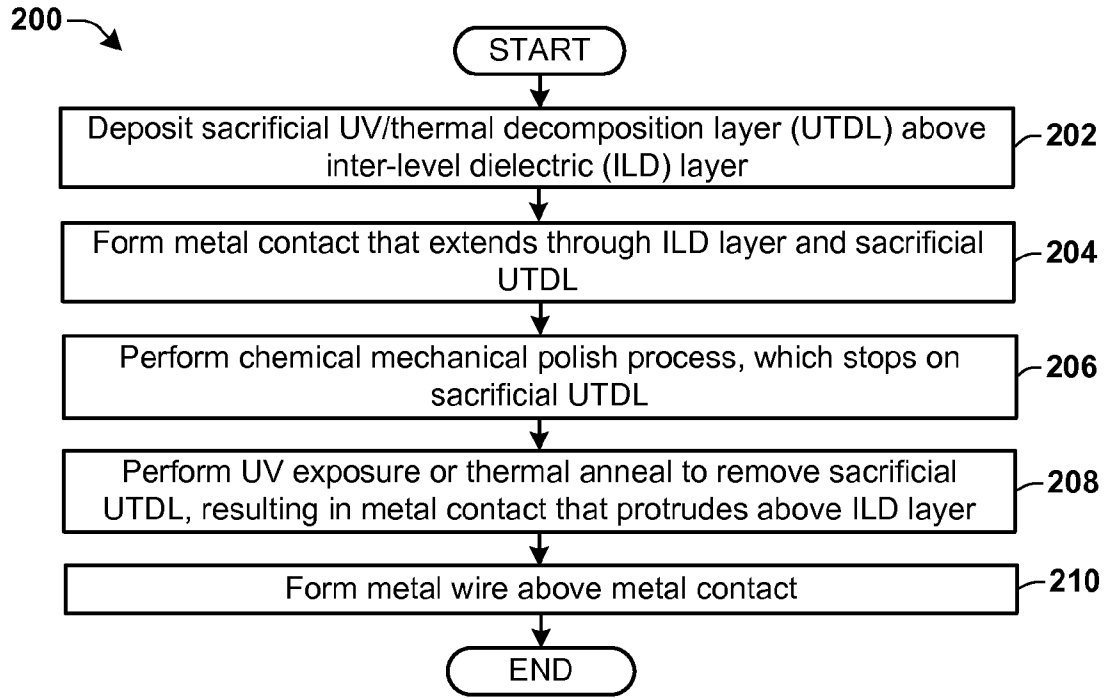 200
START
Deposit sacrificial UV/thermal decomposition layer (UTDL) above
inter-level dielectric (ILD) layer
202
Form metal contact that extends through ILD layer and sacrificial
UTDL
204
Perform chemical mechanical polish process, which stops on
sacrificial UTDL
206
Perform UV exposure or thermal anneal to remove sacrificial
UTDL, resulting in metal contact that protrudes above ILD layer
208
Form metal wire above metal contact
210
END